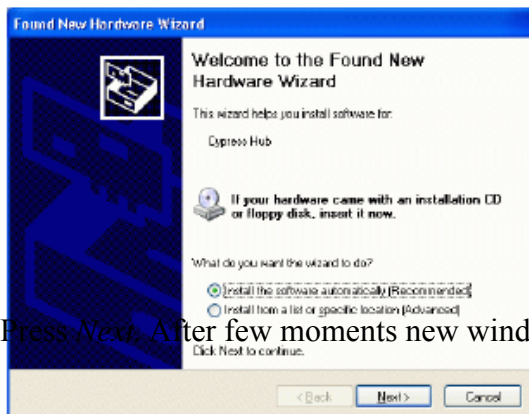 Found New Hardware Wizard
Welcome to the Found New
Hardware Wizard
This wizard helps you install software for:
Cypress Hub
If your hardware came with an installation CD
or floppy disk, insert it now.
What do you want the wizard to do?
Install the software automatically (Recommended)
Install from a list or specific location (Advanced)
Press Next. After few moments new wind
Click Next to continue.
< Back
Next >
Cancel